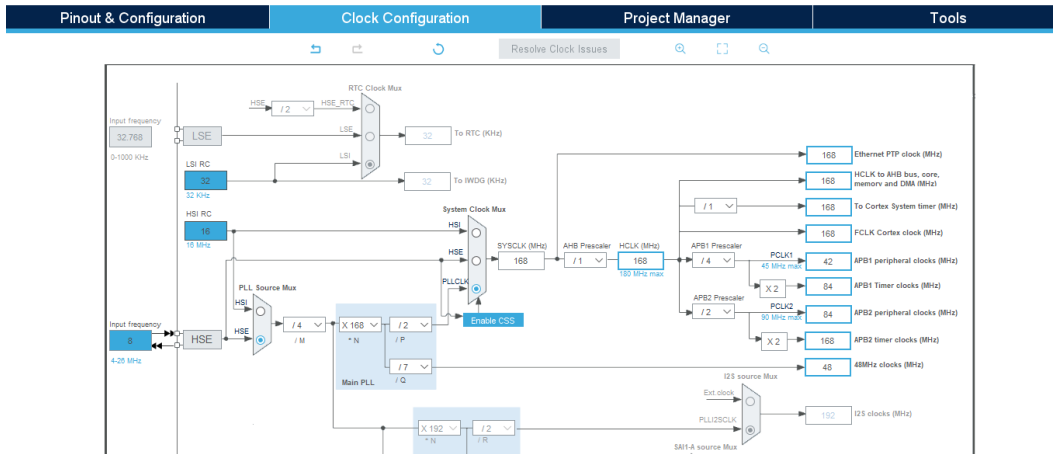 Pinout & Configuration
Clock Configuration
Project Manager
Tools
Resolve Clock Issues
RTC Clock Mux
HSE
/ 2
HSE_RTC
Input frequency
32.768
0-1000 KHz
LSE
LSE
32
To RTC (KHz)
LSI RC
32
32 KHz
LSI
32
To IWDG (KHz)
HSI RC
16
16 MHz
System Clock Mux
HSI
HSE
PLLCLK
Enable CSS
SYSCLK (MHz)
168
AHB Prescaler
/ 1
HCLK (MHz)
168
180 MHz max
168
Ethernet PTP clock (MHz)
168
HCLK to AHB bus, core,
memory and DMA (MHz)
/ 1
168
To Cortex System timer (MHz)
168
FCLK Cortex clock (MHz)
APB1 Prescaler
/ 4
PCLK1
45 MHz max
42
APB1 peripheral clocks (MHz)
X 2
84
APB1 Timer clocks (MHz)
APB2 Prescaler
/ 2
PCLK2
90 MHz max
84
APB2 peripheral clocks (MHz)
X 2
168
APB2 timer clocks (MHz)
48
48MHz clocks (MHz)
PLL Source Mux
HSI
HSE
Input frequency
8
4-26 MHz
HSE
/ 4
/ M
X 168
* N
/ 2
/ P
/ 7
/ Q
Main PLL
I2S source Mux
Ext.clock
PLLI2SCLK
192
I2S clocks (MHz)
X 192
* N
/ 2
/ R
SAI1-A source Mux